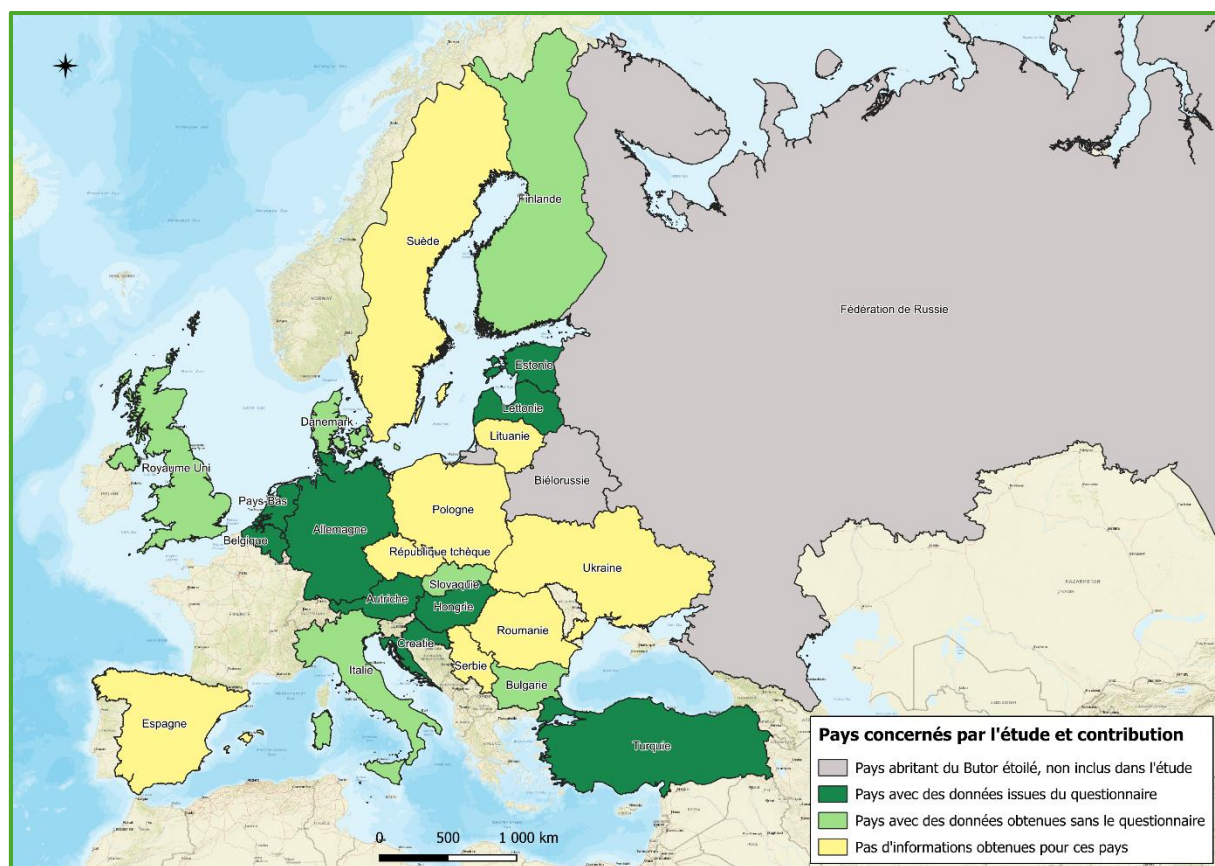 Finlande
Suède
Fédération de Russie
Estonie
Lettonie
Danemark
Lituanie
Royaume Uni
Biélorussie
Pays-Bas
Pologne
Allemagne
Belgique
République tchèque
Ukraine
Slovaquie
Autriche
Hongrie
Roumanie
Croatie
Serbie
Italie
Bulgarie
Espagne
Turquie
KAZAKHSTAN
Pays concernés par l'étude et contribution
Pays abritant du Butor étoilé, non inclus dans l'étude
Pays avec des données issues du questionnaire
Pays avec des données obtenues sans le questionnaire
Pas d'informations obtenues pour ces pays
0 500 1 000 km